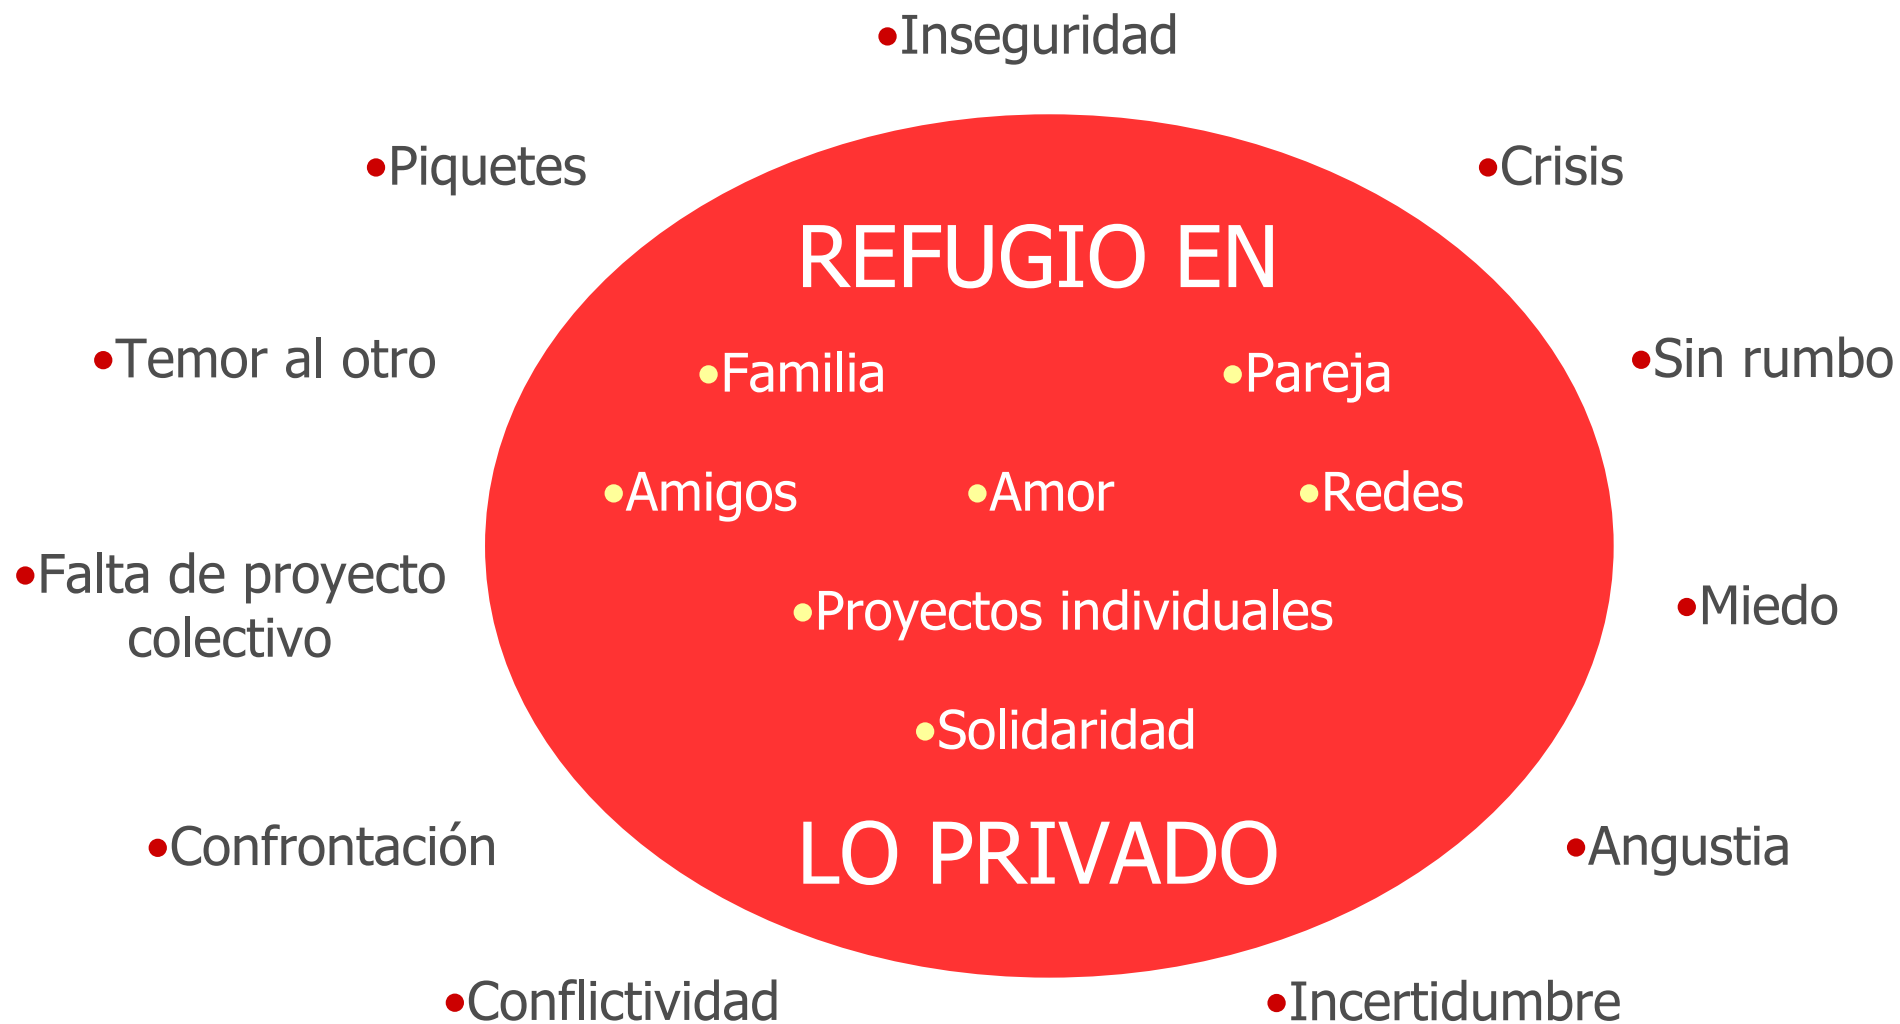 •Inseguridad
•Piquetes
•Crisis
REFUGIO EN
•Temor al otro
•Familia
•Pareja
•Sin rumbo
•Amigos
•Amor
•Redes
•Falta de proyecto
colectivo
•Proyectos individuales
•Miedo
•Solidaridad
•Confrontación
LO PRIVADO
•Angustia
•Conflictividad
•Incertidumbre